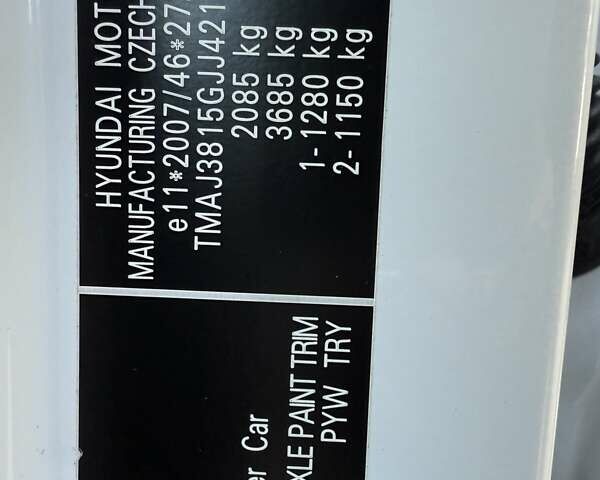 HYUNDAI MOT
MANUFACTURING CZECH
e11*2007/46*27
TMAJ3815GJJ421
2085 kg
3685 kg
1-1280 kg
2-1150 kg
er Car
XLE PAINT TRIM
PYW TRY